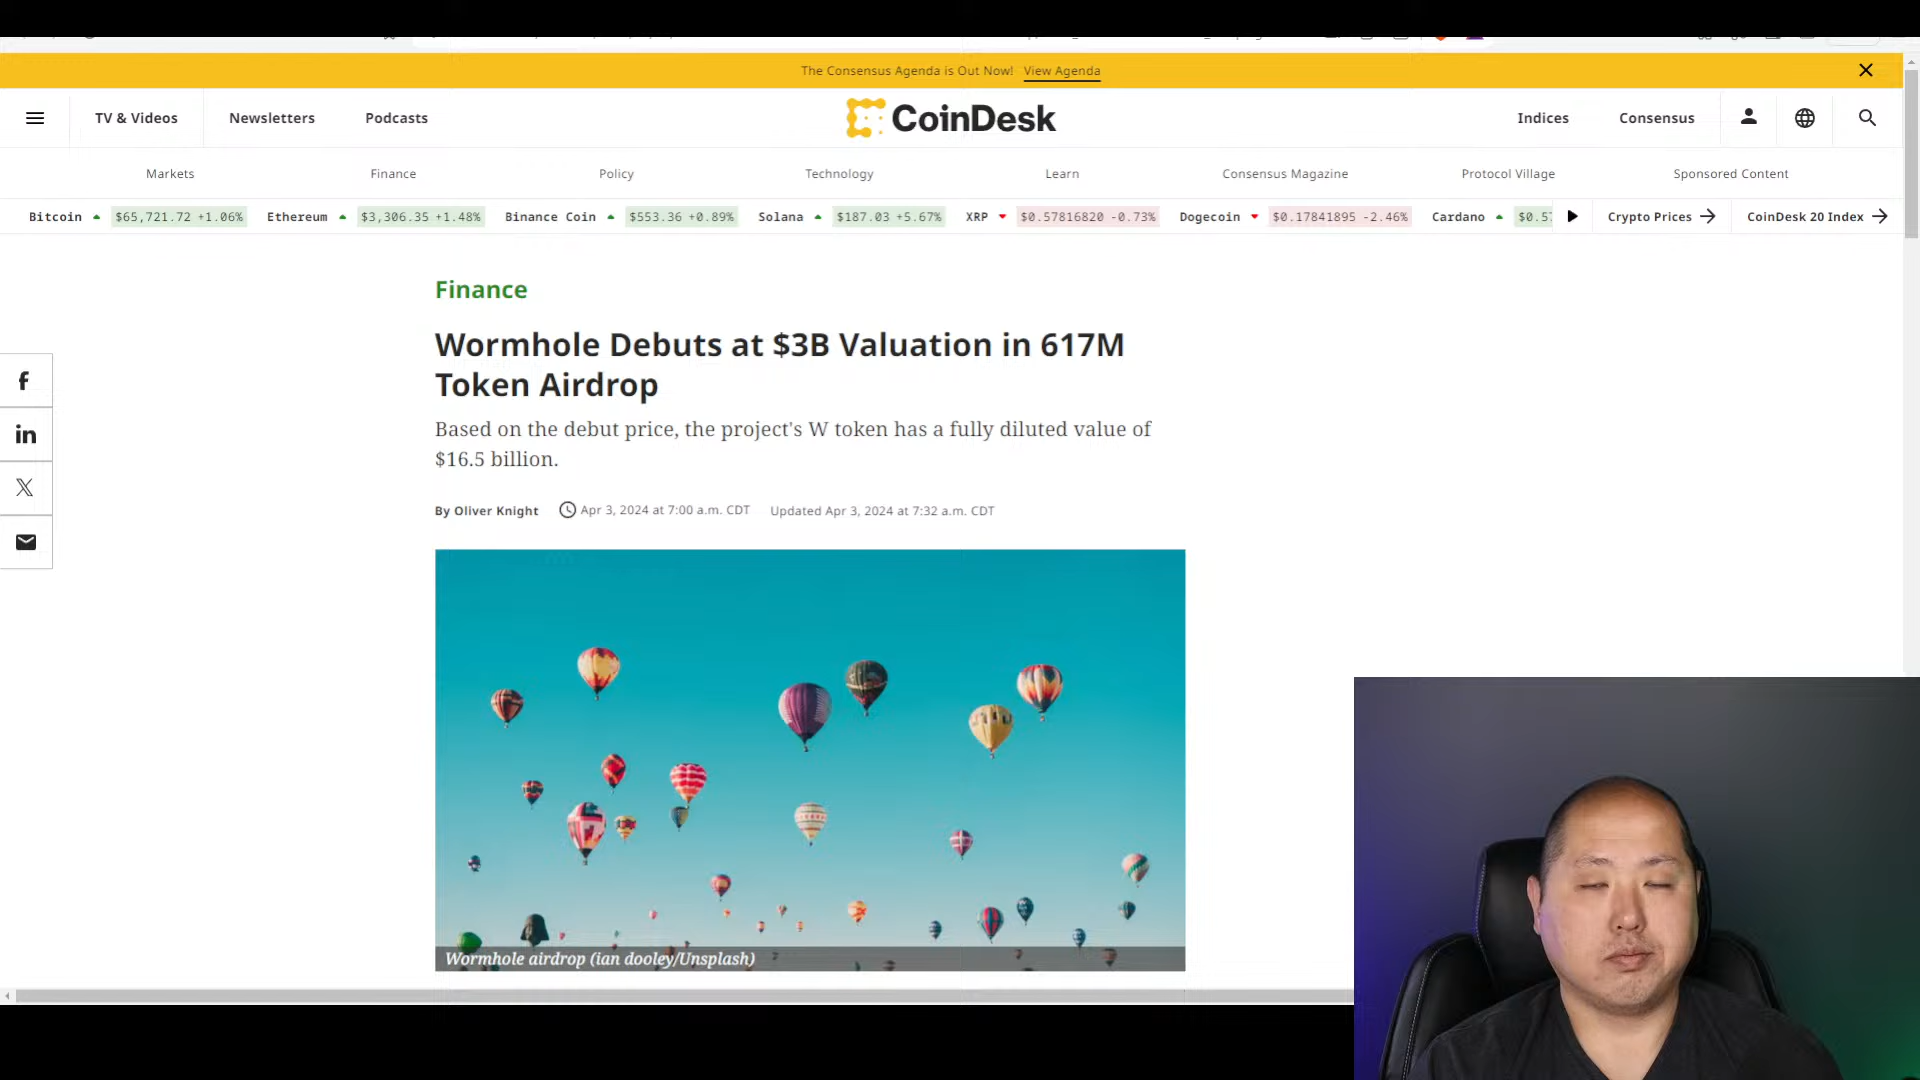 The Consensus Agenda is Out Now! View Agenda
TV & Videos Newsletters Podcasts CoinDesk Indices Consensus
Markets Finance Policy Technology Learn Consensus Magazine Protocol Village Sponsored Content
Bitcoin $65,721.72 +1.06% Ethereum $3,306.35 +1.48% Binance Coin $553.36 +0.89% Solana $187.03 +5.67% XRP $0.57816820 -0.73% Dogecoin $0.17841895 -2.46% Cardano $0.57 Crypto Prices CoinDesk 20 Index
Finance
Wormhole Debuts at $3B Valuation in 617M
Token Airdrop
Based on the debut price, the project's W token has a fully diluted value of
$16.5 billion.
By Oliver Knight Apr 3, 2024 at 7:00 a.m. CDT Updated Apr 3, 2024 at 7:32 a.m. CDT
Wormhole airdrop (ian dooley/Unsplash)